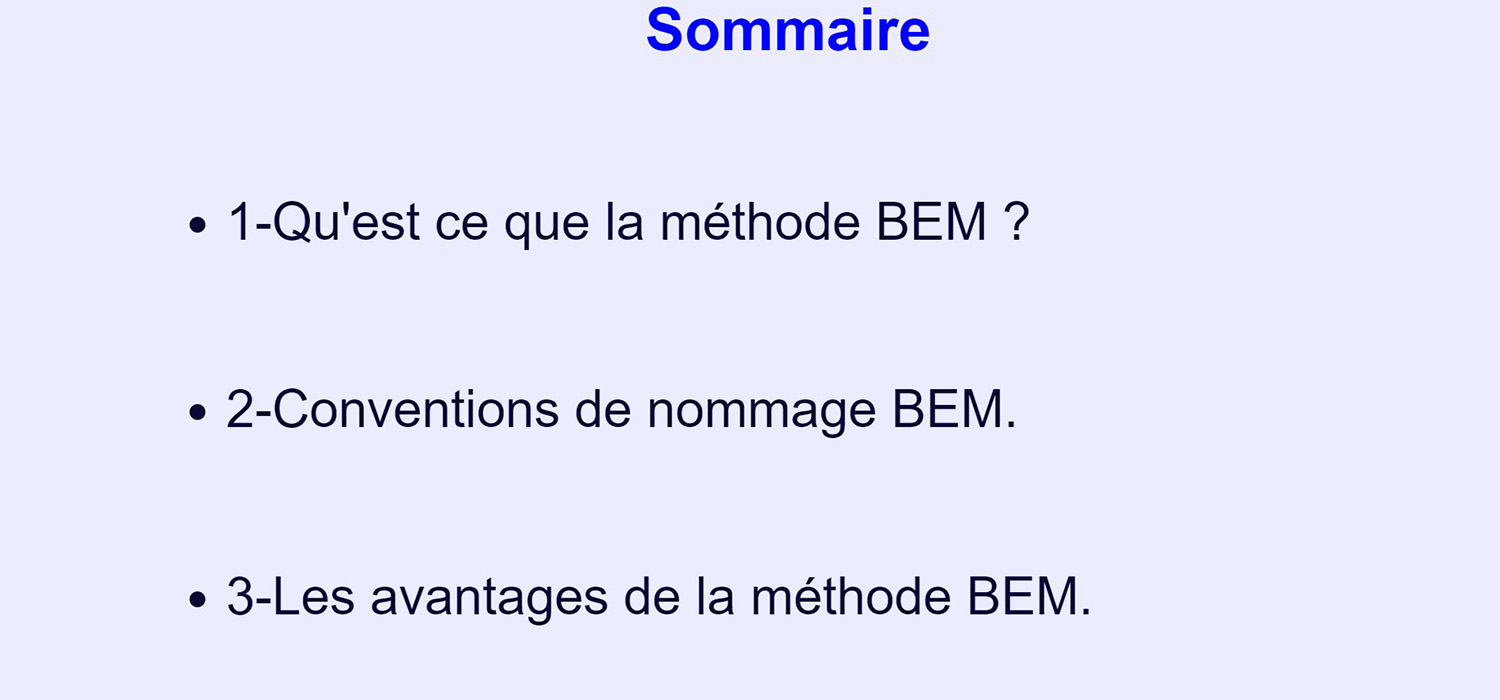 Sommaire
• 1-Qu'est ce que la méthode BEM ?
• 2-Conventions de nommage BEM.
• 3-Les avantages de la méthode BEM.